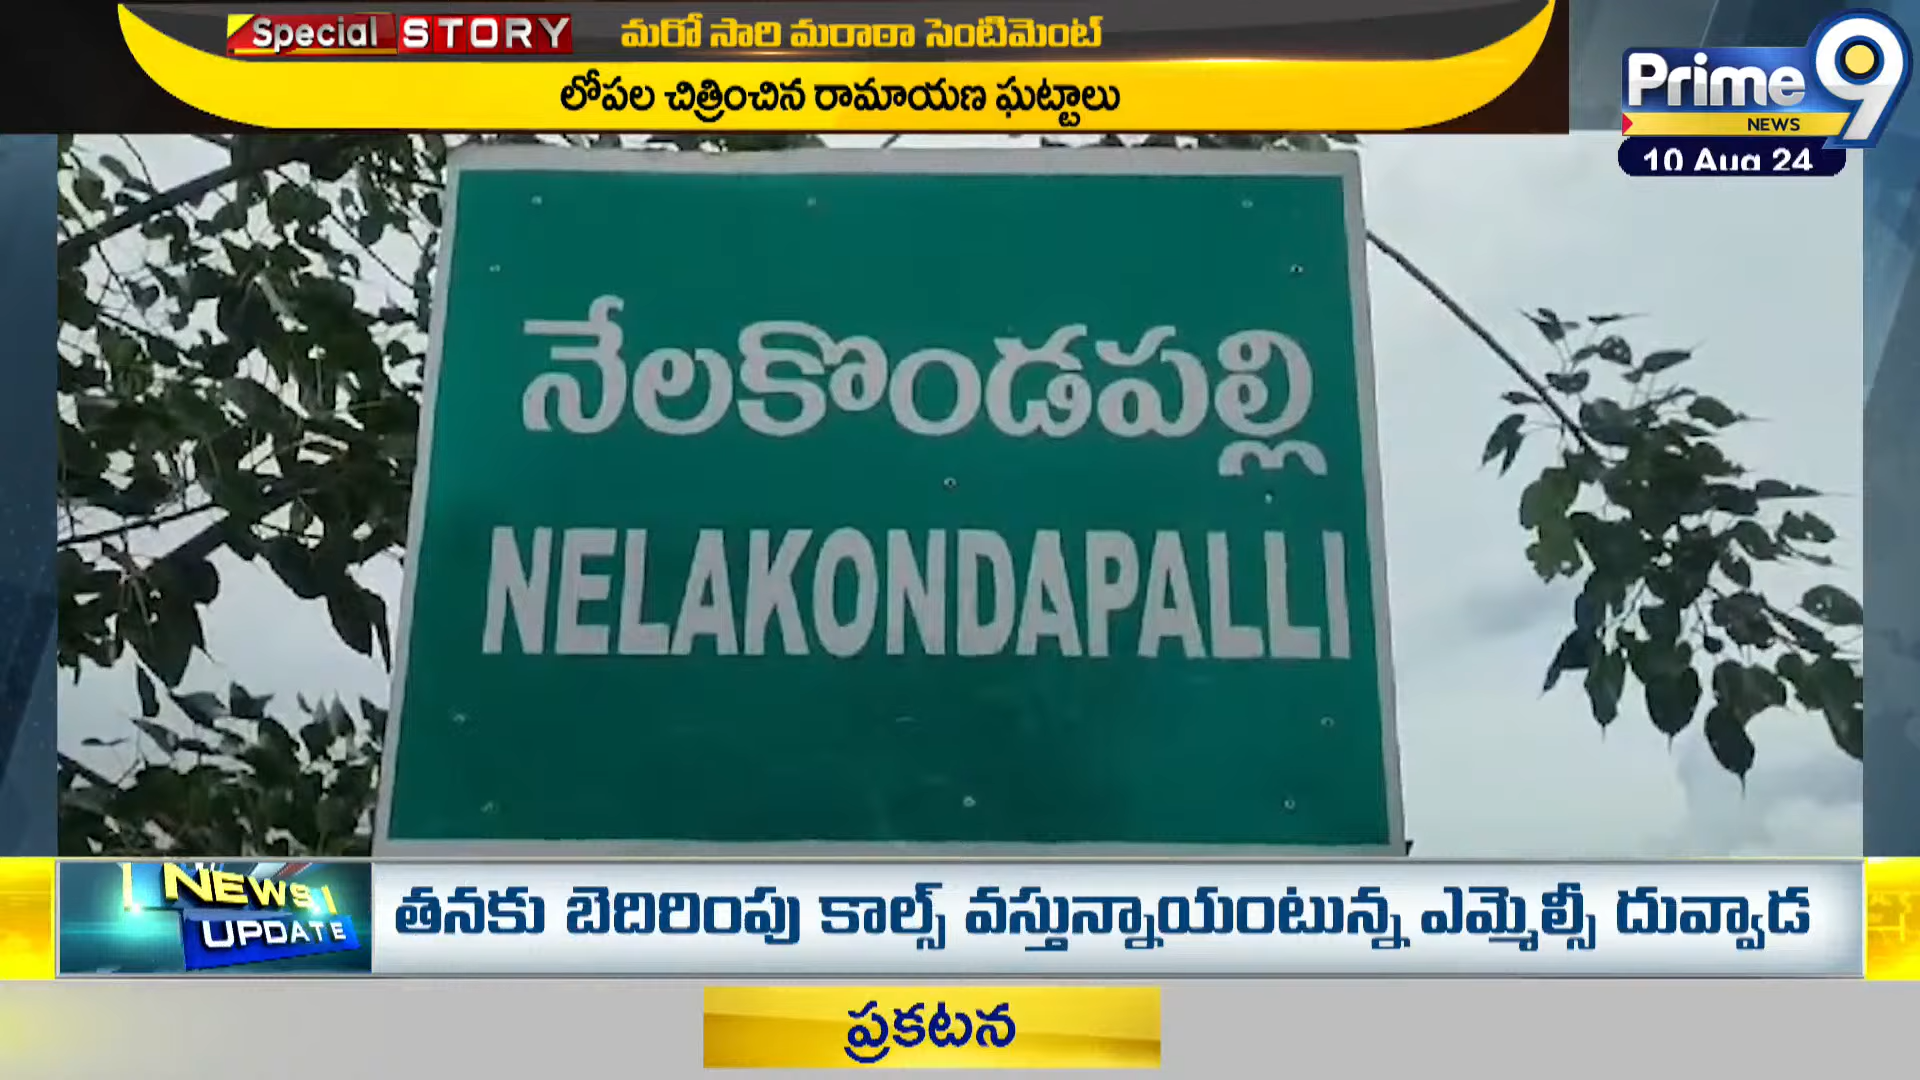 Special STORY
మరో సారి మరాఠా సెంటిమెంట్
లోపల చిత్రించిన రామాయణ ఘట్టాలు
Prime 9
NEWS
10 Aug 24
నేలకొండపల్లి
NELAKONDAPALLI
NEWS
UPDATE
తనకు బెదిరింపు కాల్స్ వస్తున్నాయంటున్న ఎమ్మెల్సీ దువ్వాడ
ప్రకటన